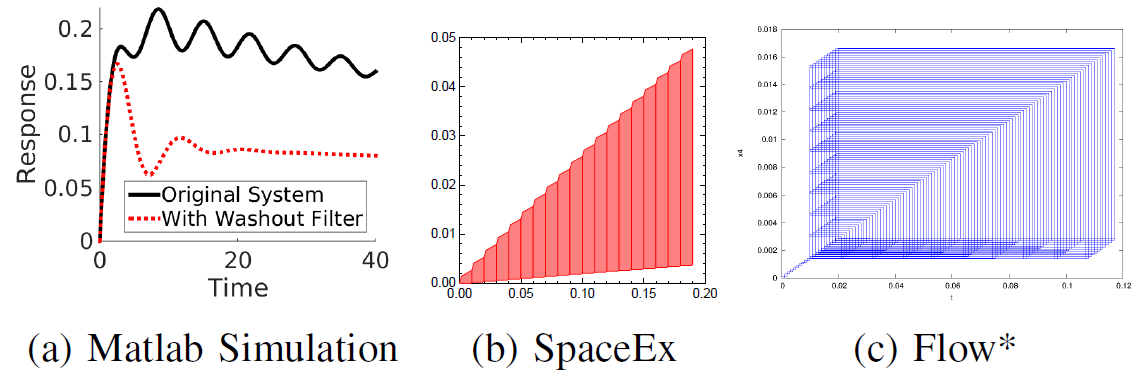 0.2
0.15
0.1
0.05
0
Response
Original System
With Washout Filter
0 20 40
Time
0.05
0.04
0.03
0.02
0.01
0.00
0.00 0.05 0.10 0.15 0.20
0.018
0.016
0.014
0.012
0.01
0.008
0.006
0.004
0.002
0
x4
0 0.02 0.04 0.06 0.08 0.1 0.12
t
(a) Matlab Simulation
(b) SpaceEx
(c) Flow*